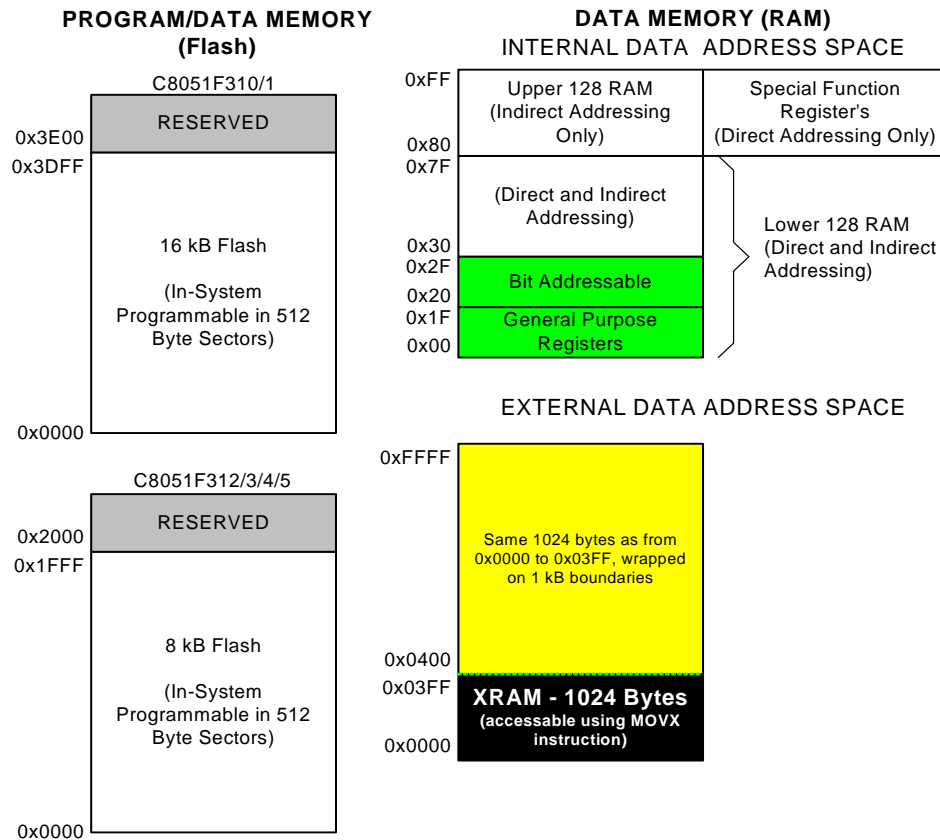 PROGRAM/DATA MEMORY
(Flash)
C8051F310/1
RESERVED
0x3E00
0x3DFF
16 kB Flash
(In-System
Programmable in 512
Byte Sectors)
0x0000
C8051F312/3/4/5
RESERVED
0x2000
0x1FFF
8 kB Flash
(In-System
Programmable in 512
Byte Sectors)
0x0000
DATA MEMORY (RAM)
INTERNAL DATA ADDRESS SPACE
0xFF
Upper 128 RAM
(Indirect Addressing
Only)
Special Function
Register's
(Direct Addressing Only)
0x80
0x7F
(Direct and Indirect
Addressing)
Lower 128 RAM
(Direct and Indirect
Addressing)
0x30
0x2F
Bit Addressable
0x20
0x1F
General Purpose
Registers
0x00
EXTERNAL DATA ADDRESS SPACE
0xFFFF
Same 1024 bytes as from
0x0000 to 0x03FF, wrapped
on 1 kB boundaries
0x0400
0x03FF
XRAM - 1024 Bytes
(accessable using MOVX
instruction)
0x0000